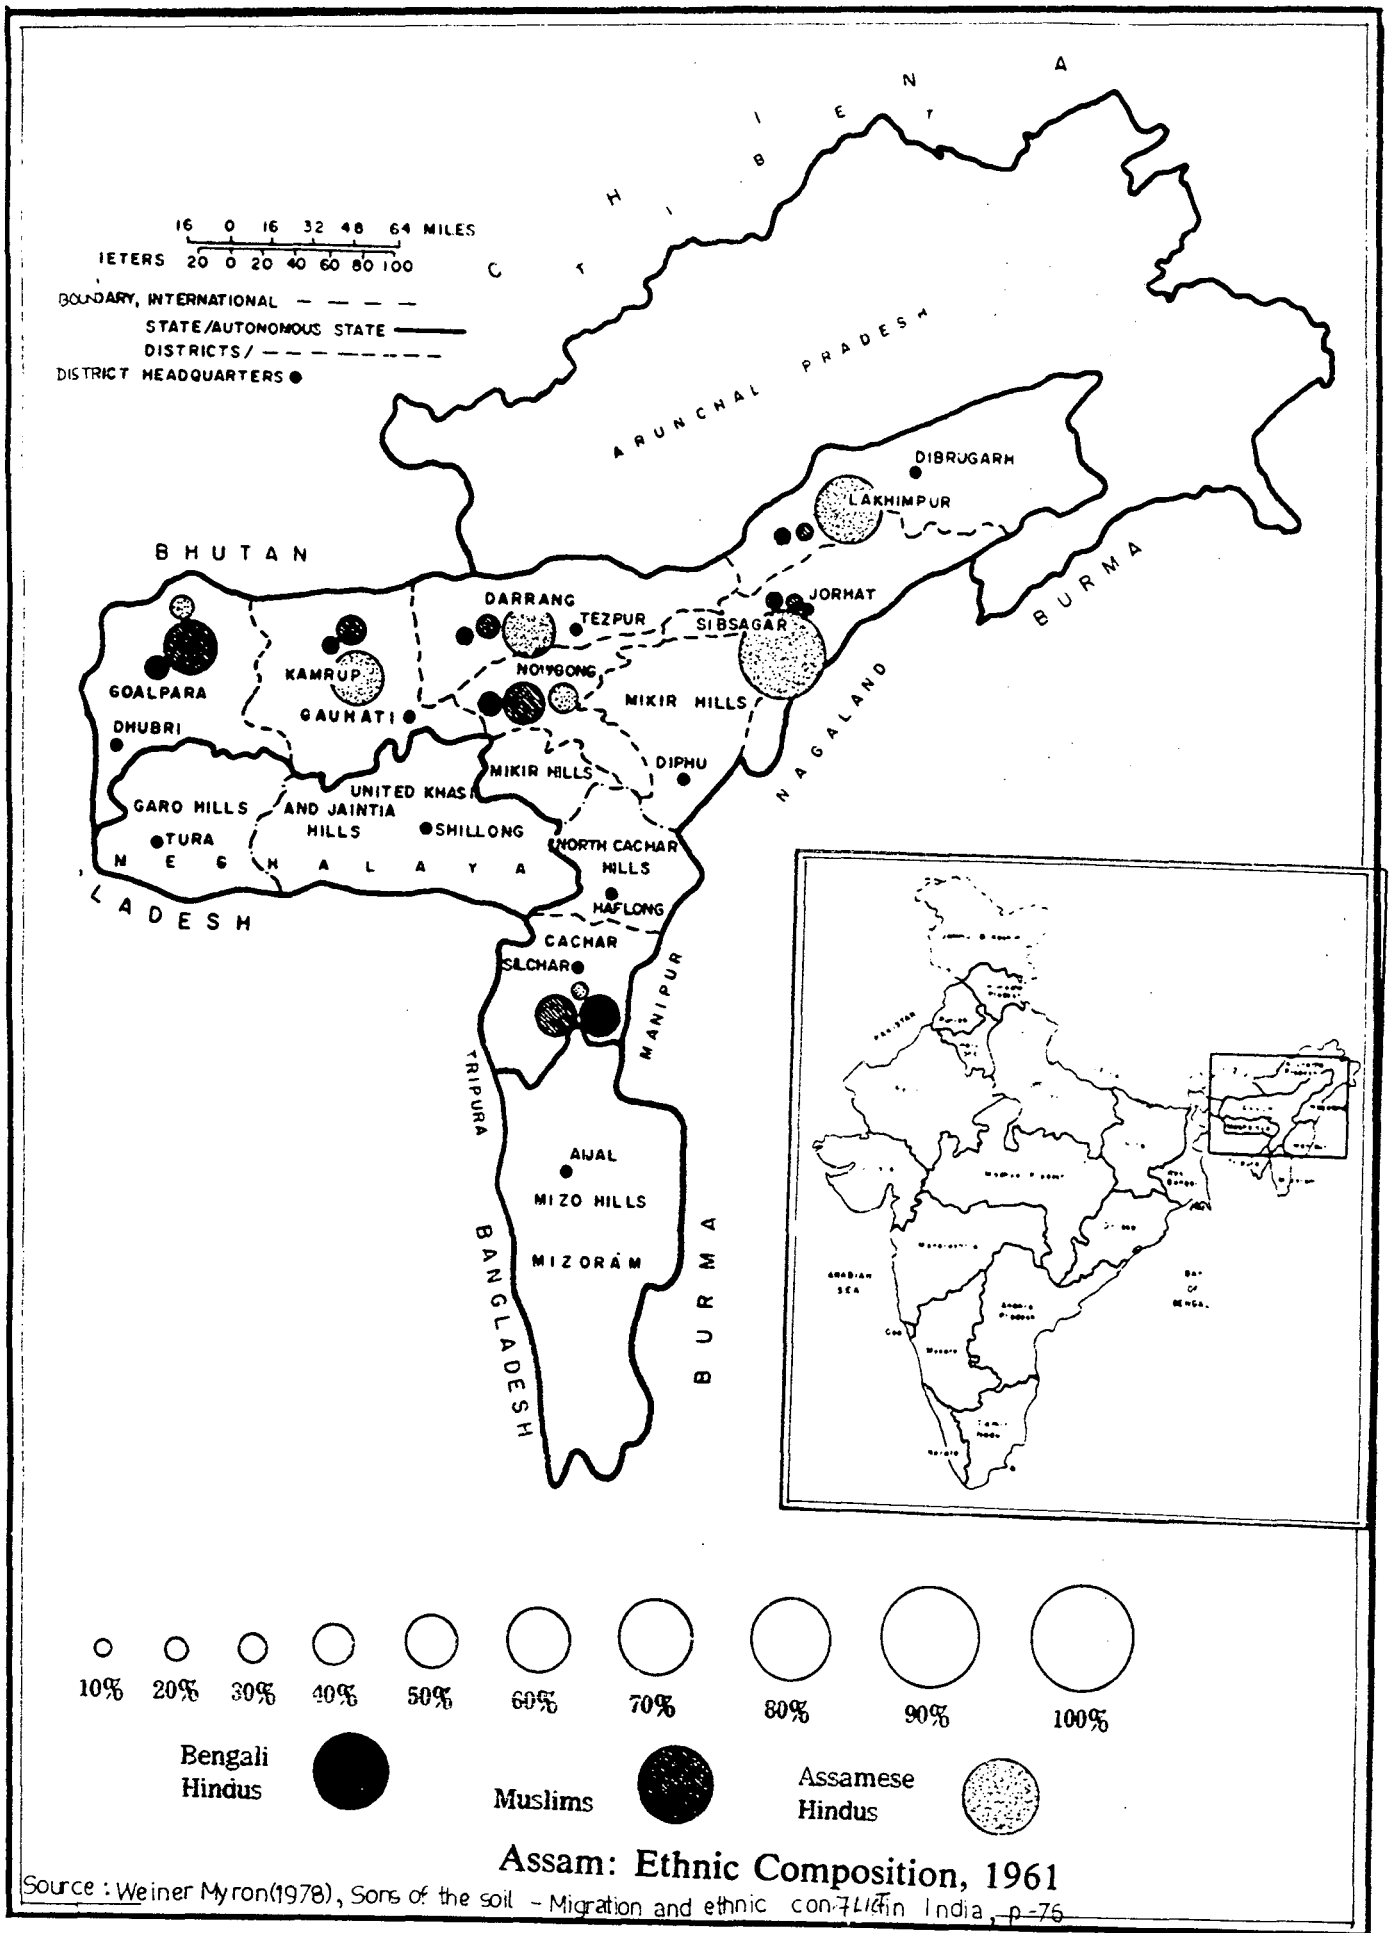 C H I N A
T I B E T
16 0 16 32 48 64 MILES
IETERS 20 0 20 40 60 80 100
BOUNDARY, INTERNATIONAL
STATE/AUTONOMOUS STATE
DISTRICTS/
DISTRICT HEADQUARTERS
ARUNCHAL PRADESH
DIBRUGARH
LAKHIMPUR
BHUTAN
BURMA
DARRANG
TEZPUR
JORHAT
SIBSAGAR
KAMRUP
NOWGONG
GOALPARA
GAUHATI
MIKIR HILLS
NAGALAND
DHUBRI
MIKIR HILLS
DIPHU
GARO HILLS
UNITED KHASI
AND JAINTIA
HILLS
TURA
SHILLONG
NORTH CACHAR
HILLS
MEGHALAYA
HAFLONG
LADESH
CACHAR
SILCHAR
MANIPUR
TRIPURA
AIJAL
MIZO HILLS
MIZORAM
BANGLADESH
BURMA
PAKISTAN
ARABIAN
SEA
BAY
OF
BENGAL
10% 20% 30% 40% 50% 60% 70% 80% 90% 100%
Bengali
Hindus
Muslims
Assamese
Hindus
Assam: Ethnic Composition, 1961
Source : Weiner Myron(1978), Sons of the soil - Migration and ethnic conflict in India, p-76